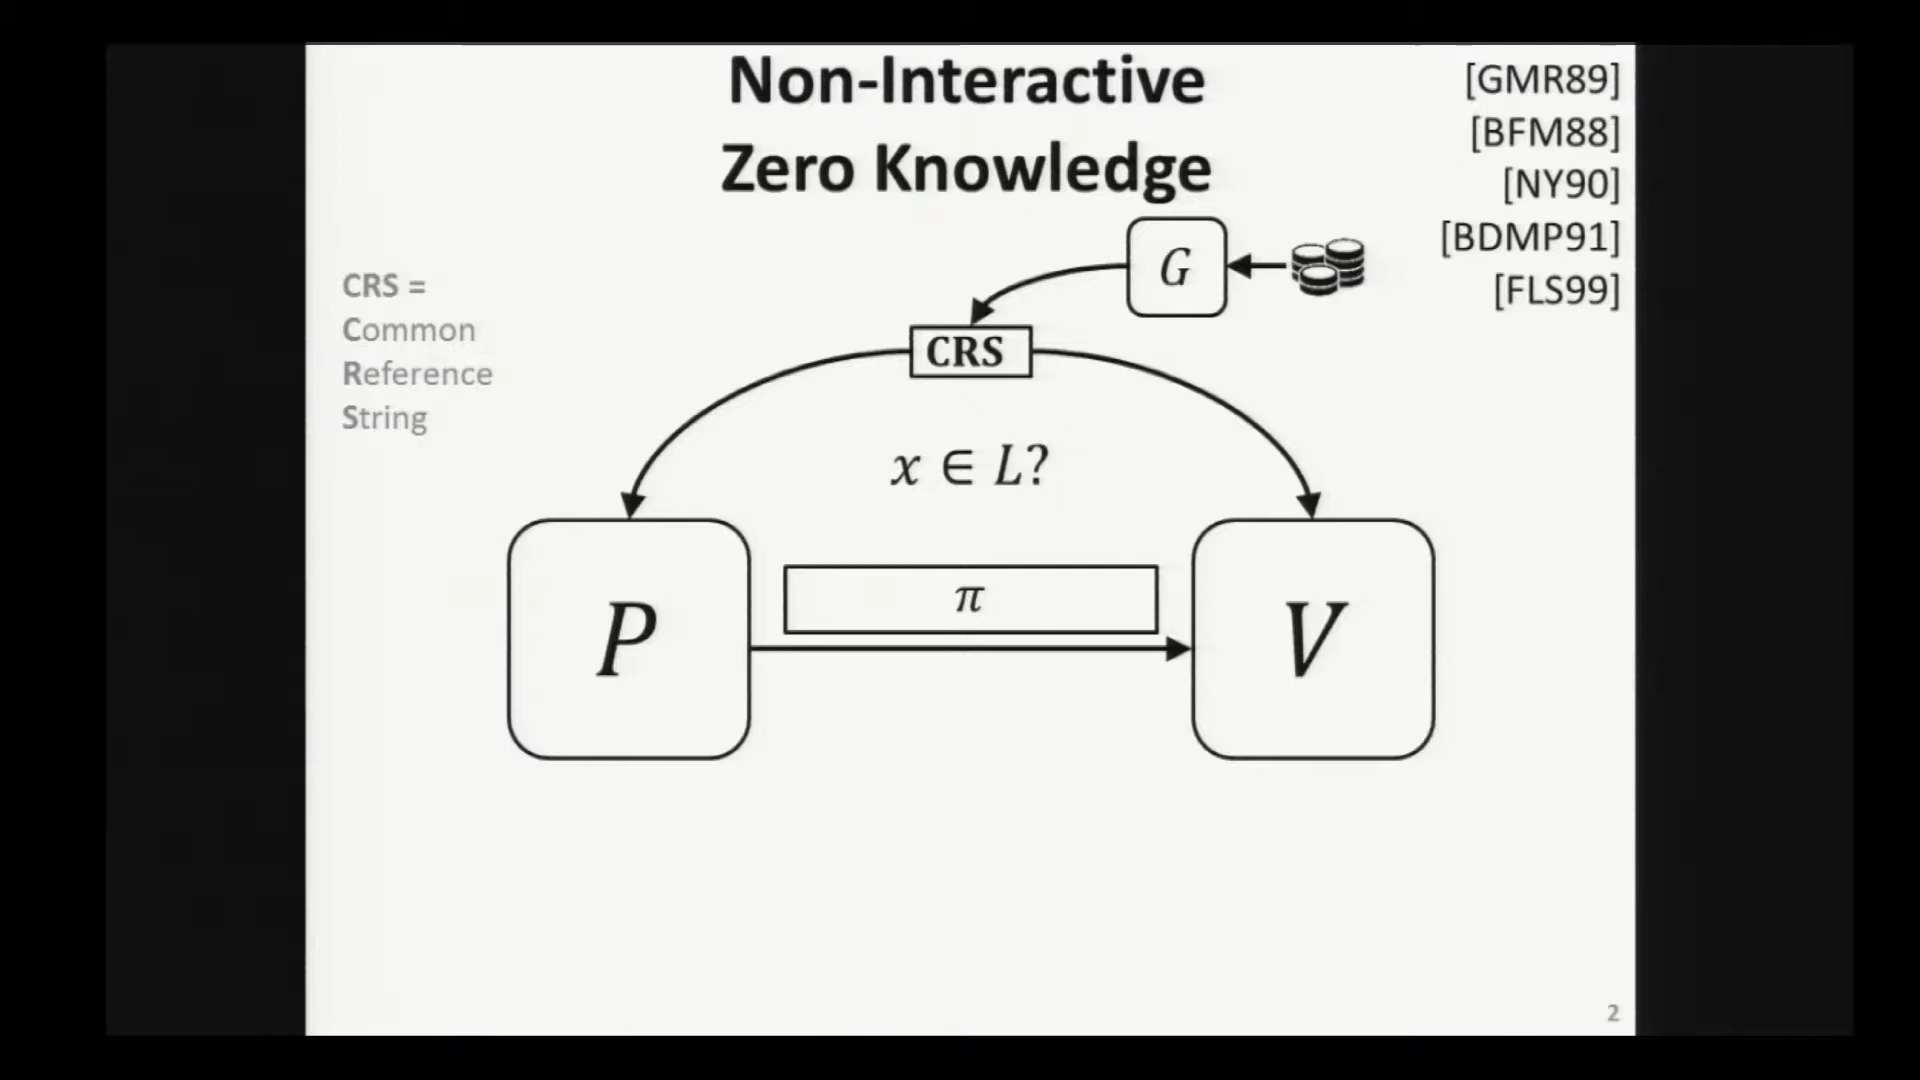 Non-Interactive
Zero Knowledge
[GMR89]
[BFM88]
[NY90]
[BDMP91]
[FLS99]
CRS =
Common
Reference
String
G
CRS
x ∈ L?
P
π
V
2